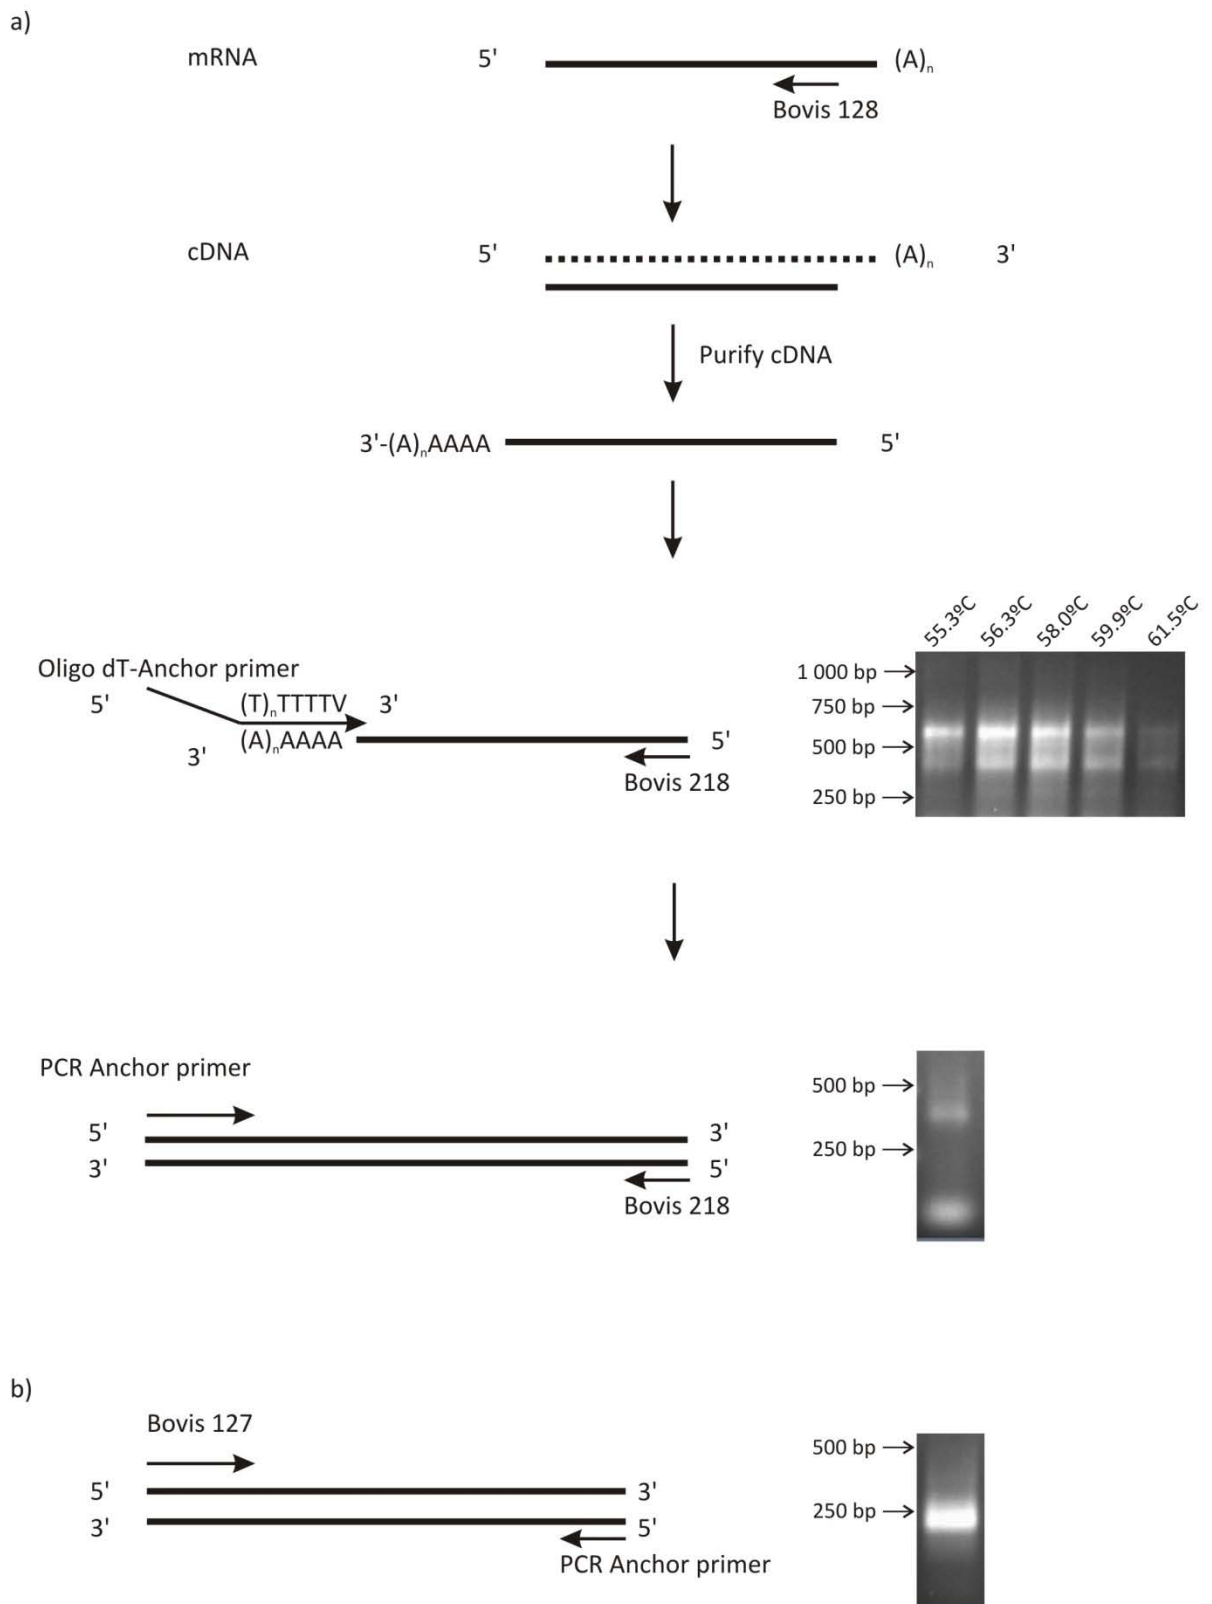 a)
mRNA 5' (A)n
Bovis 128
cDNA 5' (A)n 3'
Purify cDNA
3'-(A)nAAAA 5'
55.3ºC 56.3ºC 58.0ºC 59.9ºC 61.5ºC
Oligo dT-Anchor primer
5' (T)nTTTTV 3'
3' (A)nAAAA 5'
Bovis 218
1 000 bp
750 bp
500 bp
250 bp
PCR Anchor primer
5' 3'
3' 5'
Bovis 218
500 bp
250 bp
b)
Bovis 127
5' 3'
3' 5'
PCR Anchor primer
500 bp
250 bp